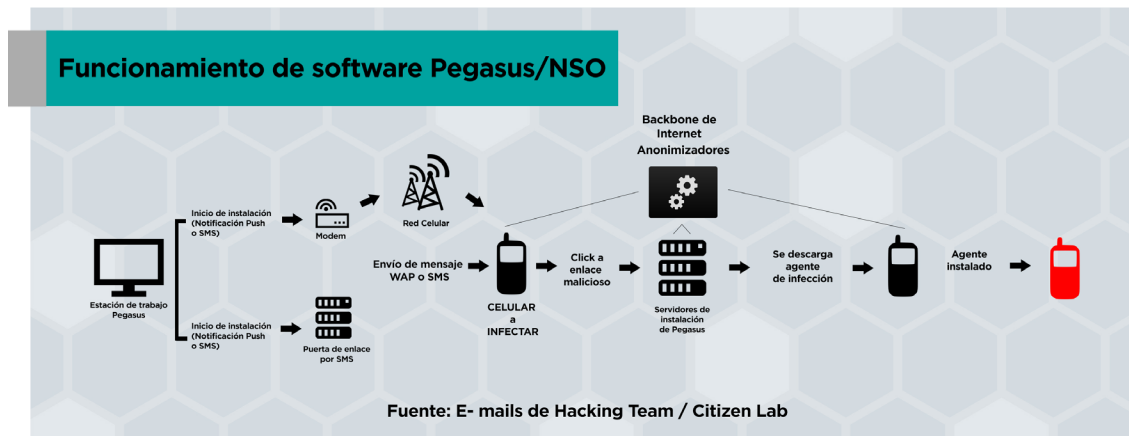 Funcionamiento de software Pegasus/NSO
Backbone de
Internet
Anonimizadores
Inicio de instalación
(Notificación Push
o SMS)
Modem
Red Celular
Estación de trabajo
Pegasus
Inicio de instalación
(Notificación Push
o SMS)
Puerta de enlace
por SMS
Envío de mensaje
WAP o SMS
CELULAR
a
INFECTAR
Click a
enlace
malicioso
Servidores de
instalación
de Pegasus
Se descarga
agente
de infección
Agente
instalado
Fuente: E- mails de Hacking Team / Citizen Lab